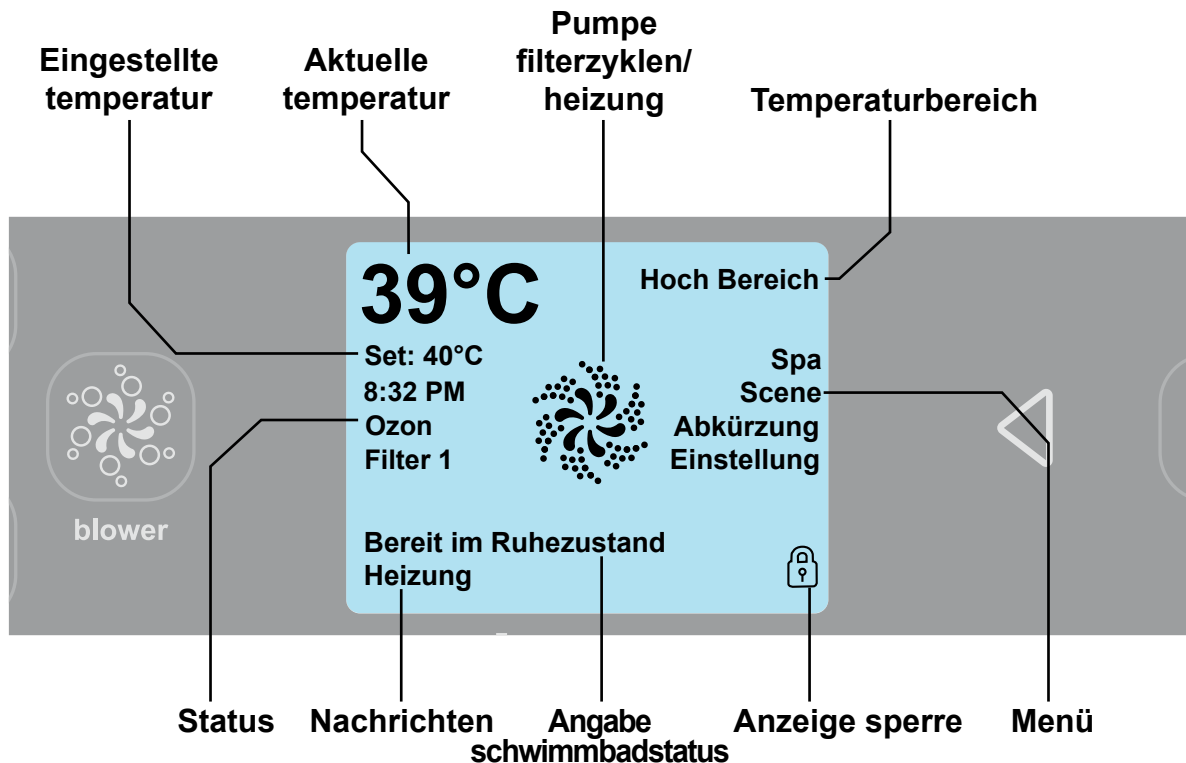 Pumpe
filterzyklen/
heizung
Eingestellte
temperatur
Aktuelle
temperatur
Temperaturbereich
39°C
Hoch Bereich
Set: 40°C
8:32 PM
Ozon
Filter 1
Spa
Scene
Abkürzung
Einstellung
blower
Bereit im Ruhezustand
Heizung
Status
Nachrichten
Angabe
schwimmbadstatus
Anzeige sperre
Menü